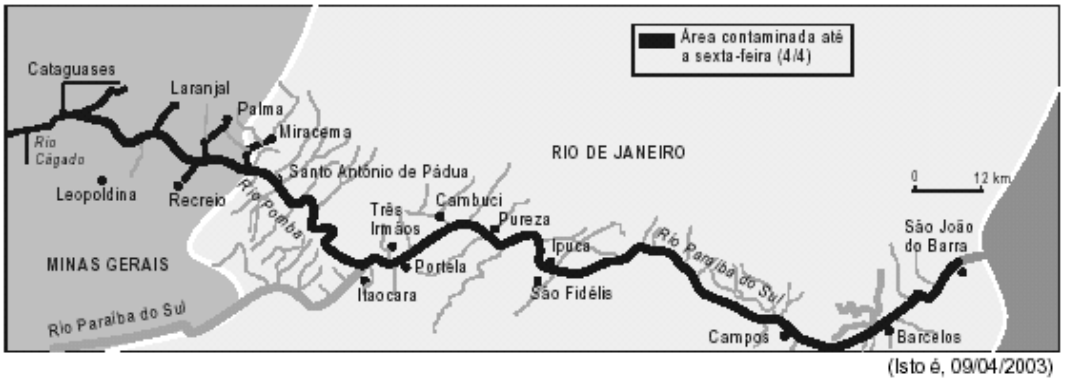 Área contaminada até
a sexta-feira (4/4)
Cataguases
Laranjal
Palma
Miracema
Rio
Cágado
Leopoldina
Recreio
Santo Antônio de Pádua
Rio Pomba
RIO DE JANEIRO
0 12 km
Três
Irmãos
Cambuci
Pureza
Ipuca
São João
do Barra
MINAS GERAIS
Portela
Itaocara
São Fidélis
Rio Paraíba do Sul
Rio Paraíba do Sul
Campos
Barcelos
(Isto é, 09/04/2003)